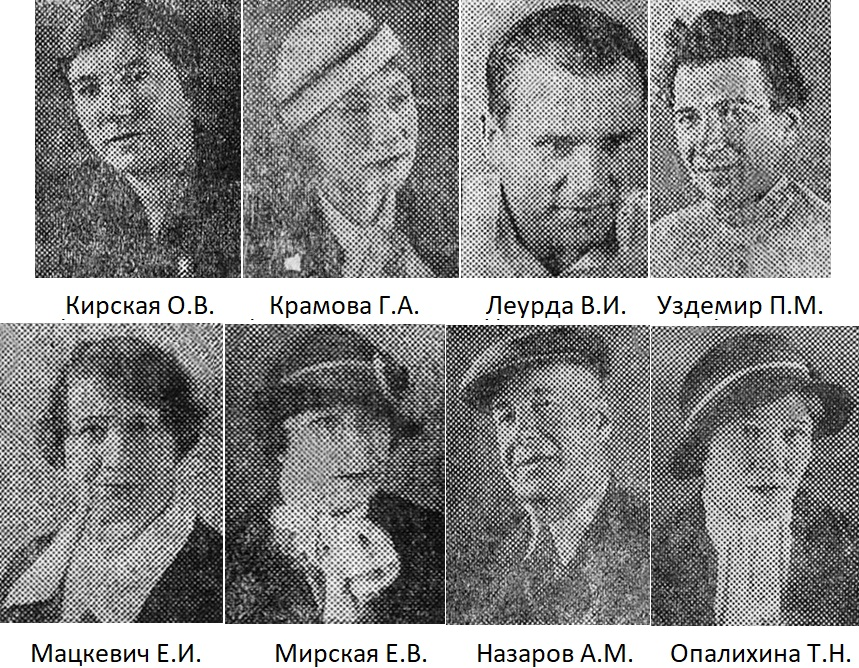 Кирская О.В. Крамова Г.А. Леурда В.И. Уздемир П.М.
Мацкевич Е.И. Мирская Е.В. Назаров А.М. Опалихина Т.Н.